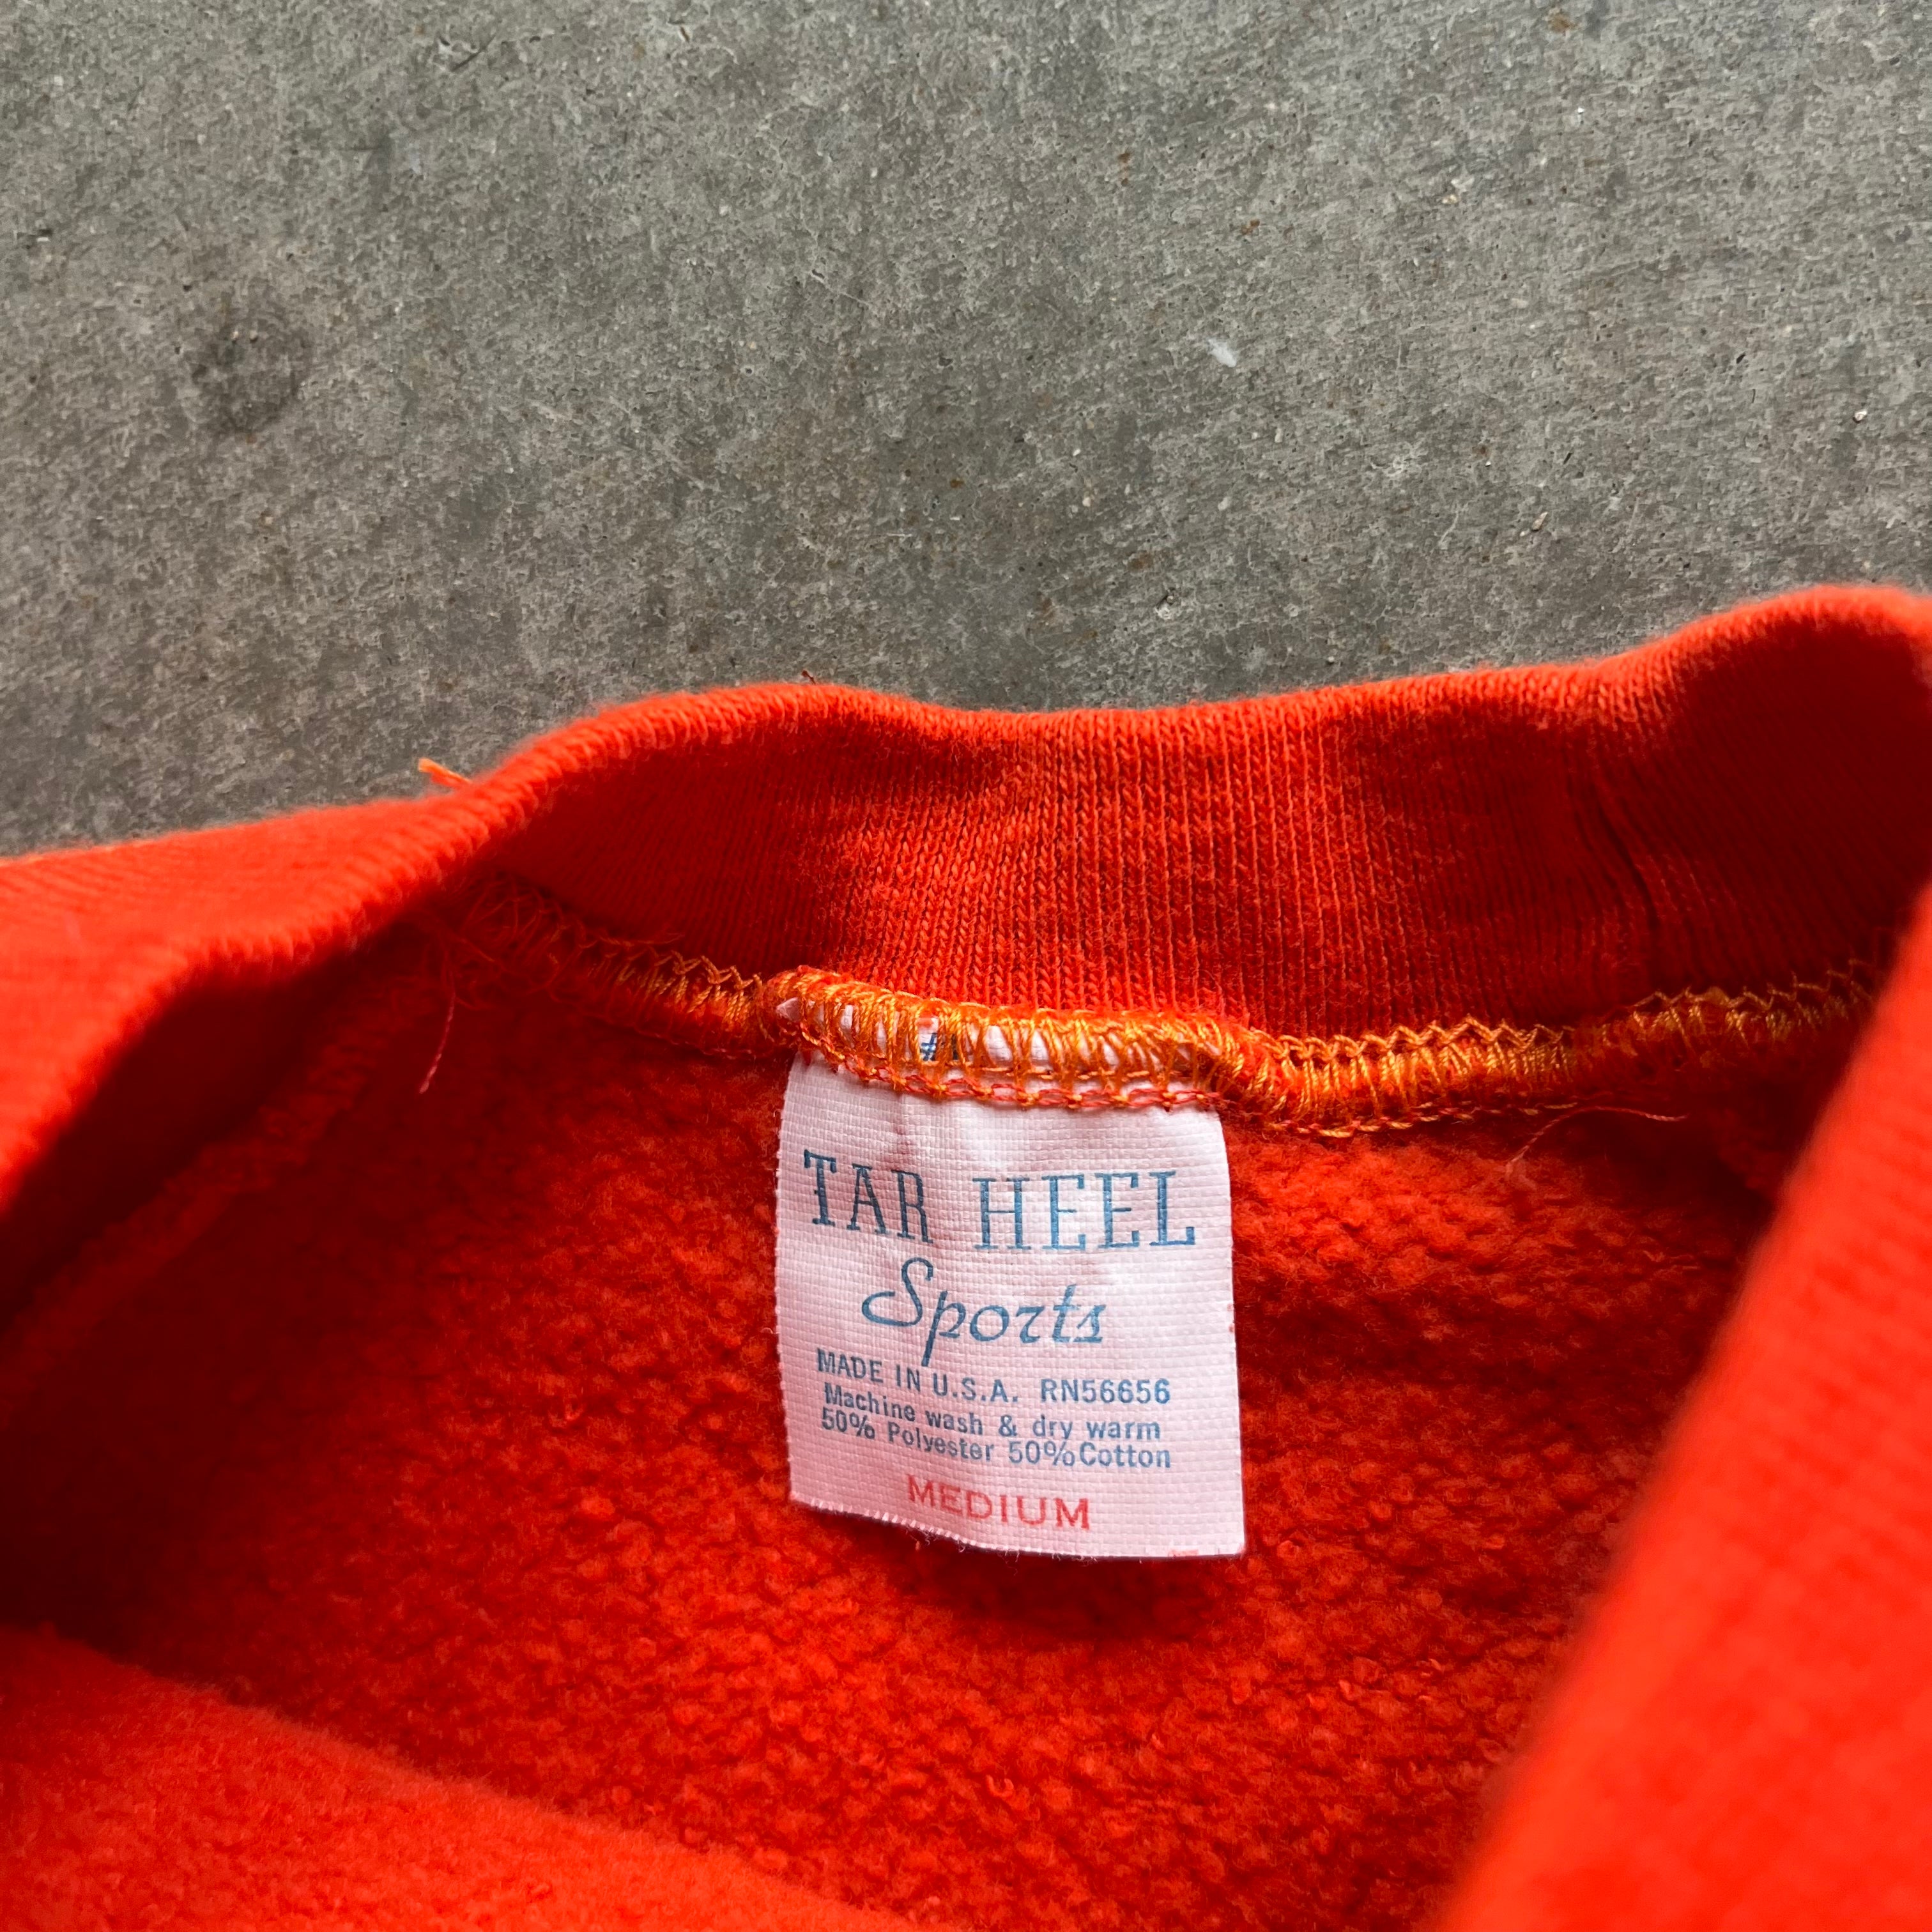 #
TAR HEEL
Sports
MADE IN U.S.A. RN56656
Machine wash & dry warm
50% Polyester 50%Cotton
MEDIUM